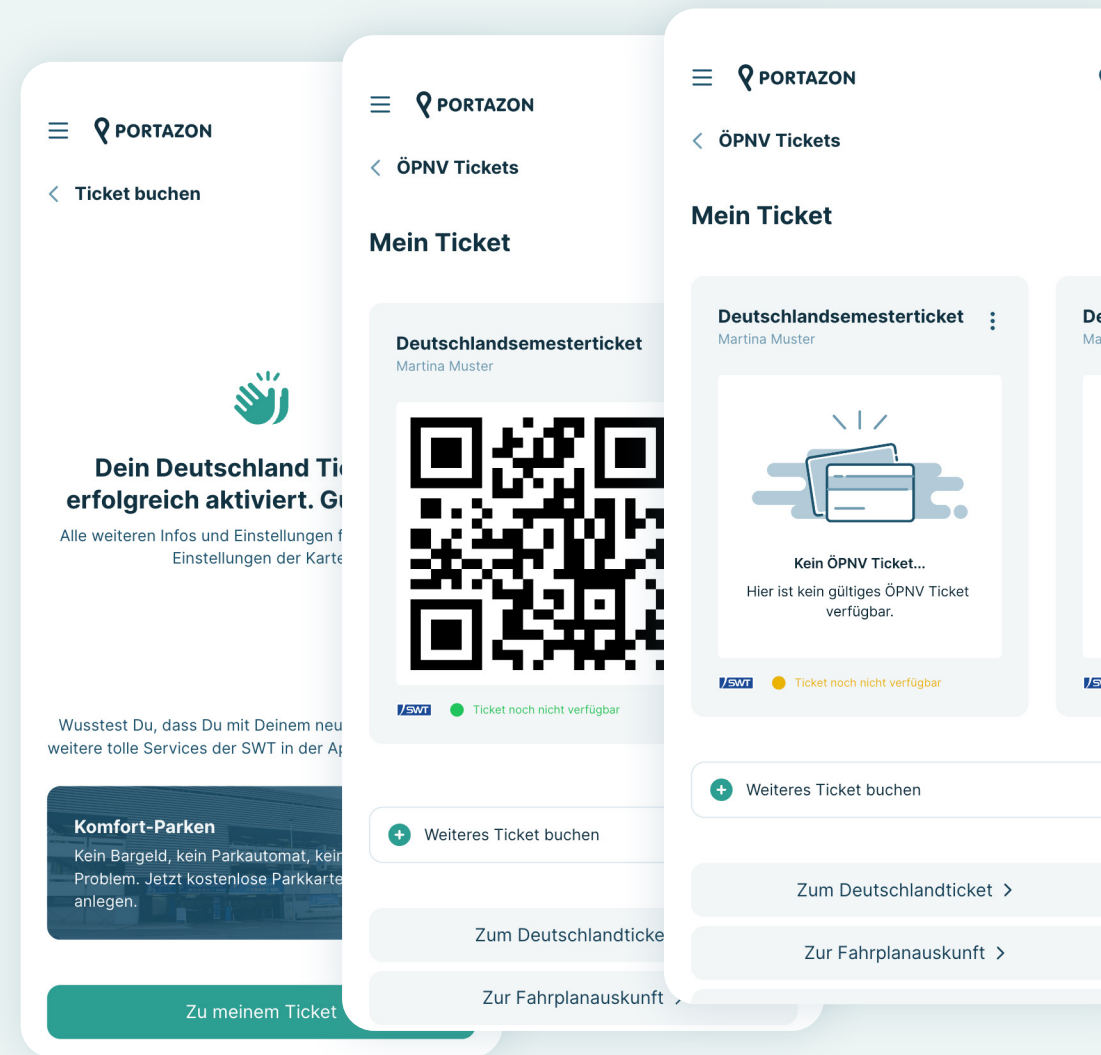 PORTAZON
Ticket buchen
Dein Deutschland
erfolgreich aktiviert.
Alle weiteren Infos und Einstellungen
Einstellungen der Karte
Wusstest Du, dass Du mit Deinem
weitere tolle Services der SWT in der
Komfort-Parken
Kein Bargeld, kein Parkautomat, kein
Problem. Jetzt kostenlose Parkkarte
anlegen.
Zu meinem Ticket
PORTAZON
ÖPNV Tickets
Mein Ticket
Deutschlandsemesterticket
Martina Muster
SWT
Ticket noch nicht verfügbar
Weiteres Ticket buchen
Zum
Zur Fahrplanauskunft
PORTAZON
ÖPNV Tickets
Mein Ticket
Deutschlandsemesterticket
Martina Muster
Kein ÖPNV Ticket...
Hier ist kein gültiges ÖPNV Ticket
verfügbar.
SWT
Ticket noch nicht verfügbar
Weiteres Ticket buchen
Zum Deutschlandticket
Zur Fahrplanauskunft